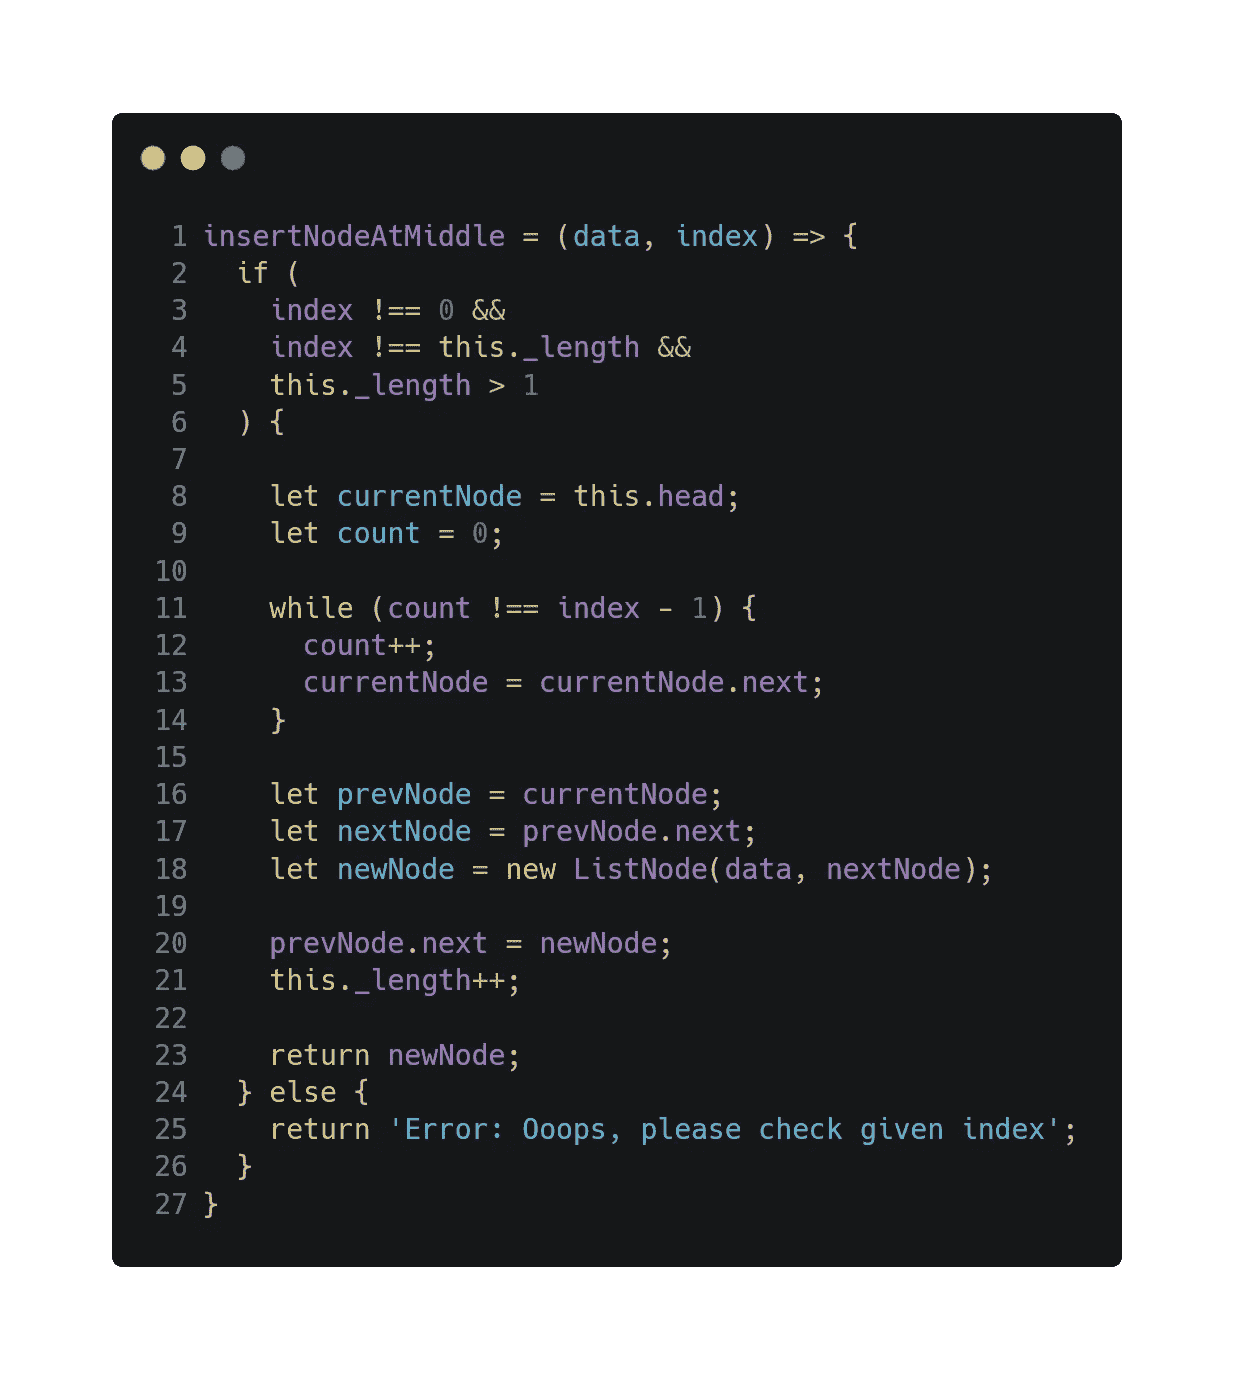 1 insertNodeAtMiddle = (data, index) => {
2   if (
3     index !== 0 &&
4     index !== this._length &&
5     this._length > 1
6   ) {
7
8     let currentNode = this.head;
9     let count = 0;
10
11     while (count !== index - 1) {
12       count++;
13       currentNode = currentNode.next;
14     }
15
16     let prevNode = currentNode;
17     let nextNode = prevNode.next;
18     let newNode = new ListNode(data, nextNode);
19
20     prevNode.next = newNode;
21     this._length++;
22
23     return newNode;
24   } else {
25     return 'Error: Ooops, please check given index';
26   }
27 }